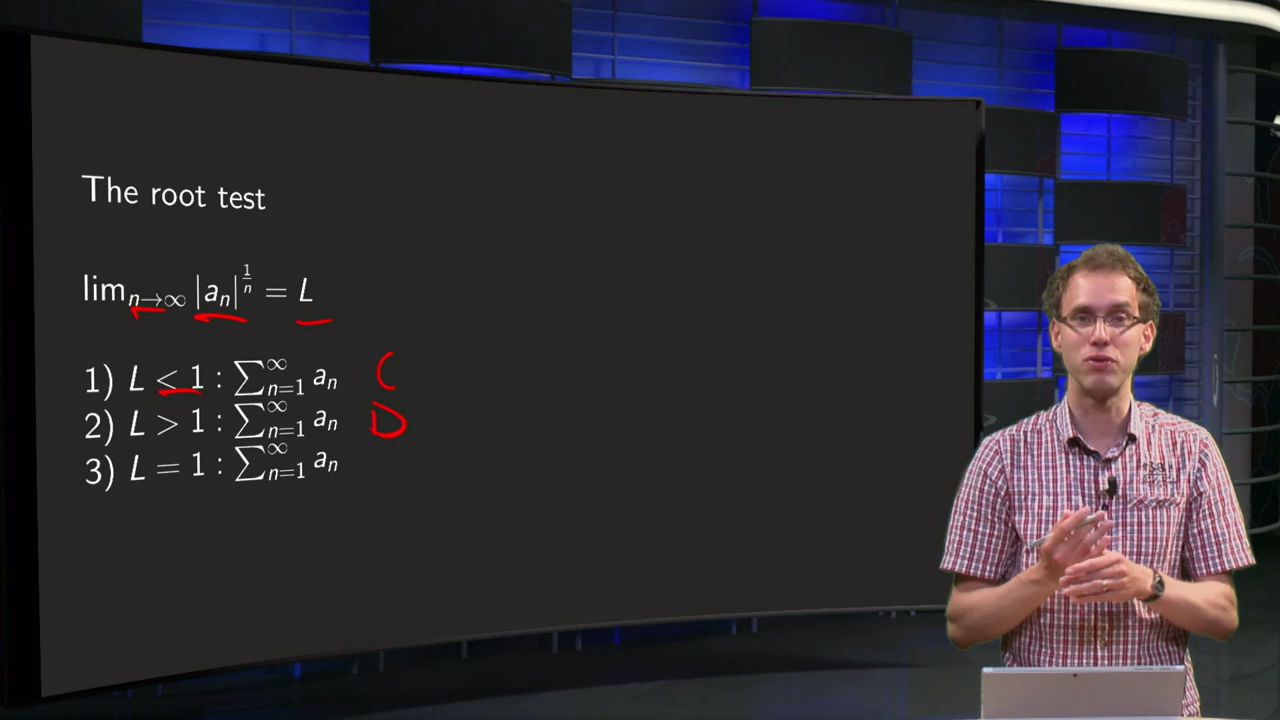 The root test
lim_{n→∞} |a_n|^{1/n} = L
1) L < 1 : ∑_{n=1}^{∞} a_n C
2) L > 1 : ∑_{n=1}^{∞} a_n D
3) L = 1 : ∑_{n=1}^{∞} a_n